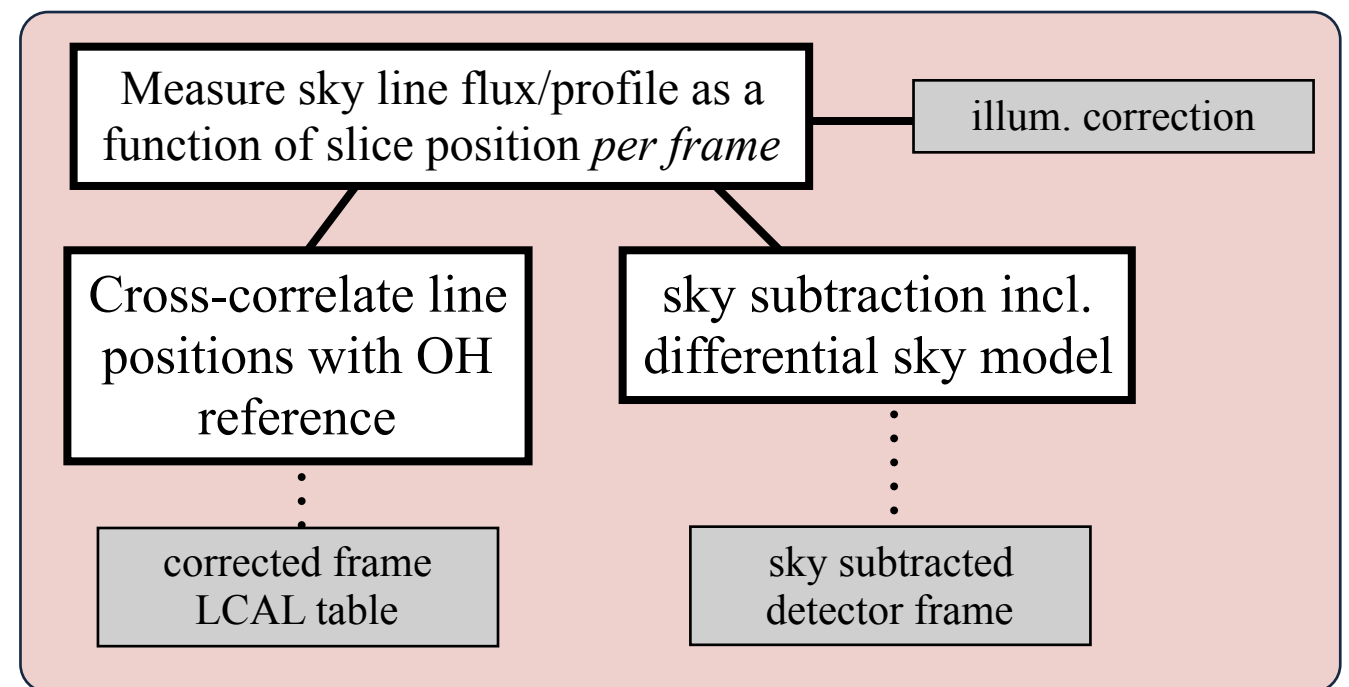 Measure sky line flux/profile as a
function of slice position per frame
illum. correction
Cross-correlate line
positions with OH
reference
sky subtraction incl.
differential sky model
corrected frame
LCAL table
sky subtracted
detector frame